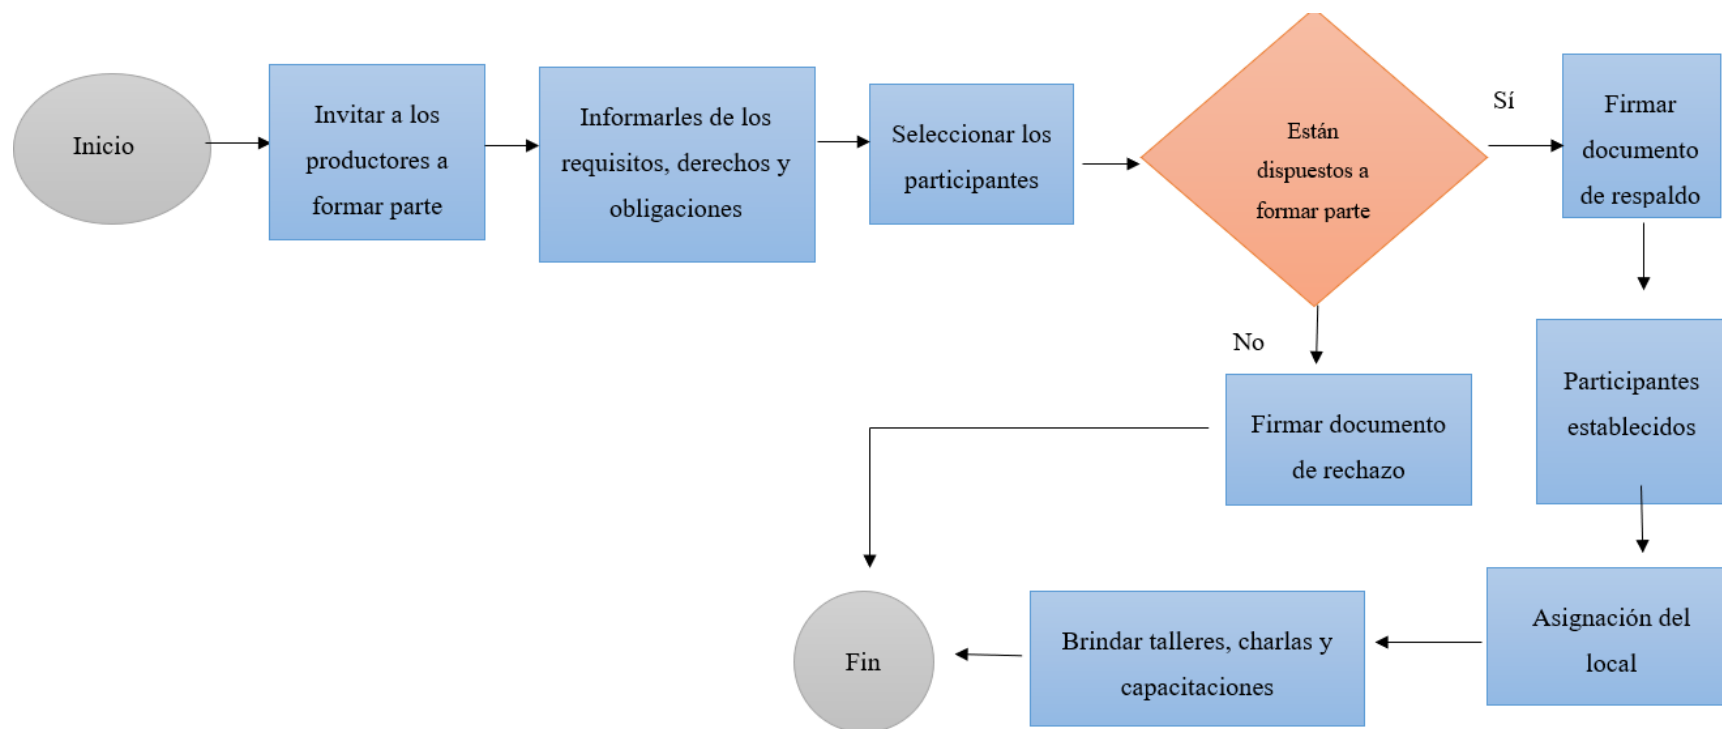 Inicio
Invitar a los
productores a
formar parte
Informarles de los
requisitos, derechos y
obligaciones
Seleccionar los
participantes
Están
dispuestos a
formar parte
Sí
Firmar
documento
de respaldo
No
Firmar documento
de rechazo
Participantes
establecidos
Asignación del
local
Brindar talleres, charlas y
capacitaciones
Fin